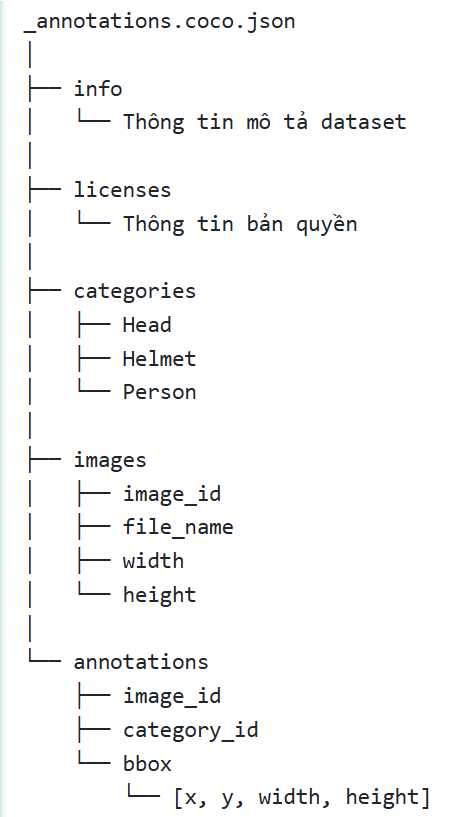 _annotations.coco.json
│
├── info
│   └── Thông tin mô tả dataset
│
├── licenses
│   └── Thông tin bản quyền
│
├── categories
│   ├── Head
│   ├── Helmet
│   └── Person
│
├── images
│   ├── image_id
│   ├── file_name
│   ├── width
│   └── height
│
└── annotations
    ├── image_id
    ├── category_id
    └── bbox
        └── [x, y, width, height]